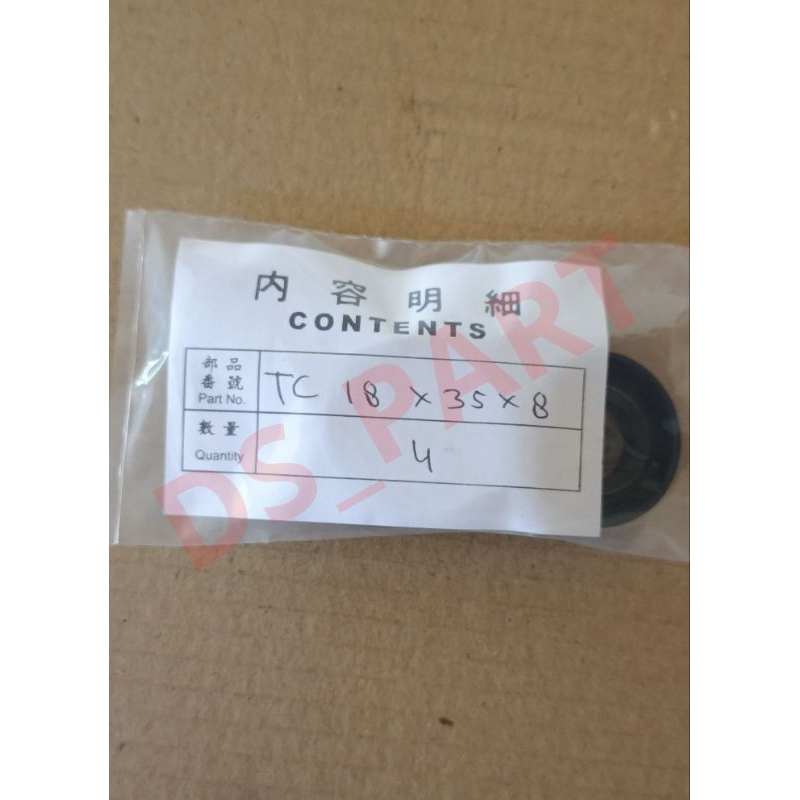 內容明細
CONTENTS
部品
番號
Part No.
TC 18 x 35 x 8
數量
Quantity
4
DS_PART